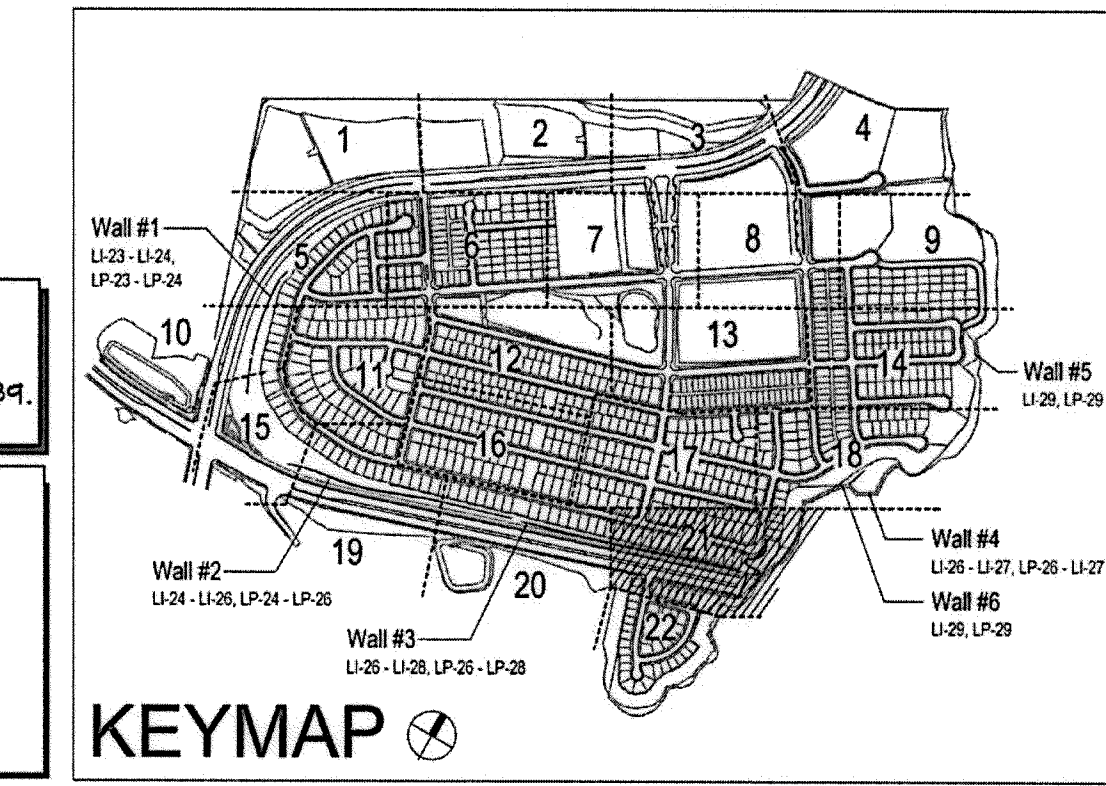 1
2
3
4
Wall #1
LI-23 - LI-24,
LP-23 - LP-24
5
6
7
8
9
10
39.
11
12
13
14
Wall #5
LI-29, LP-29
15
16
17
18
Wall #2
LI-24 - LI-26, LP-24 - LP-26
19
20
21
Wall #4
LI-26 - LI-27, LP-26 - LI-27
Wall #3
LI-26 - LI-28, LP-26 - LP-28
22
Wall #6
LI-29, LP-29
KEYMAP